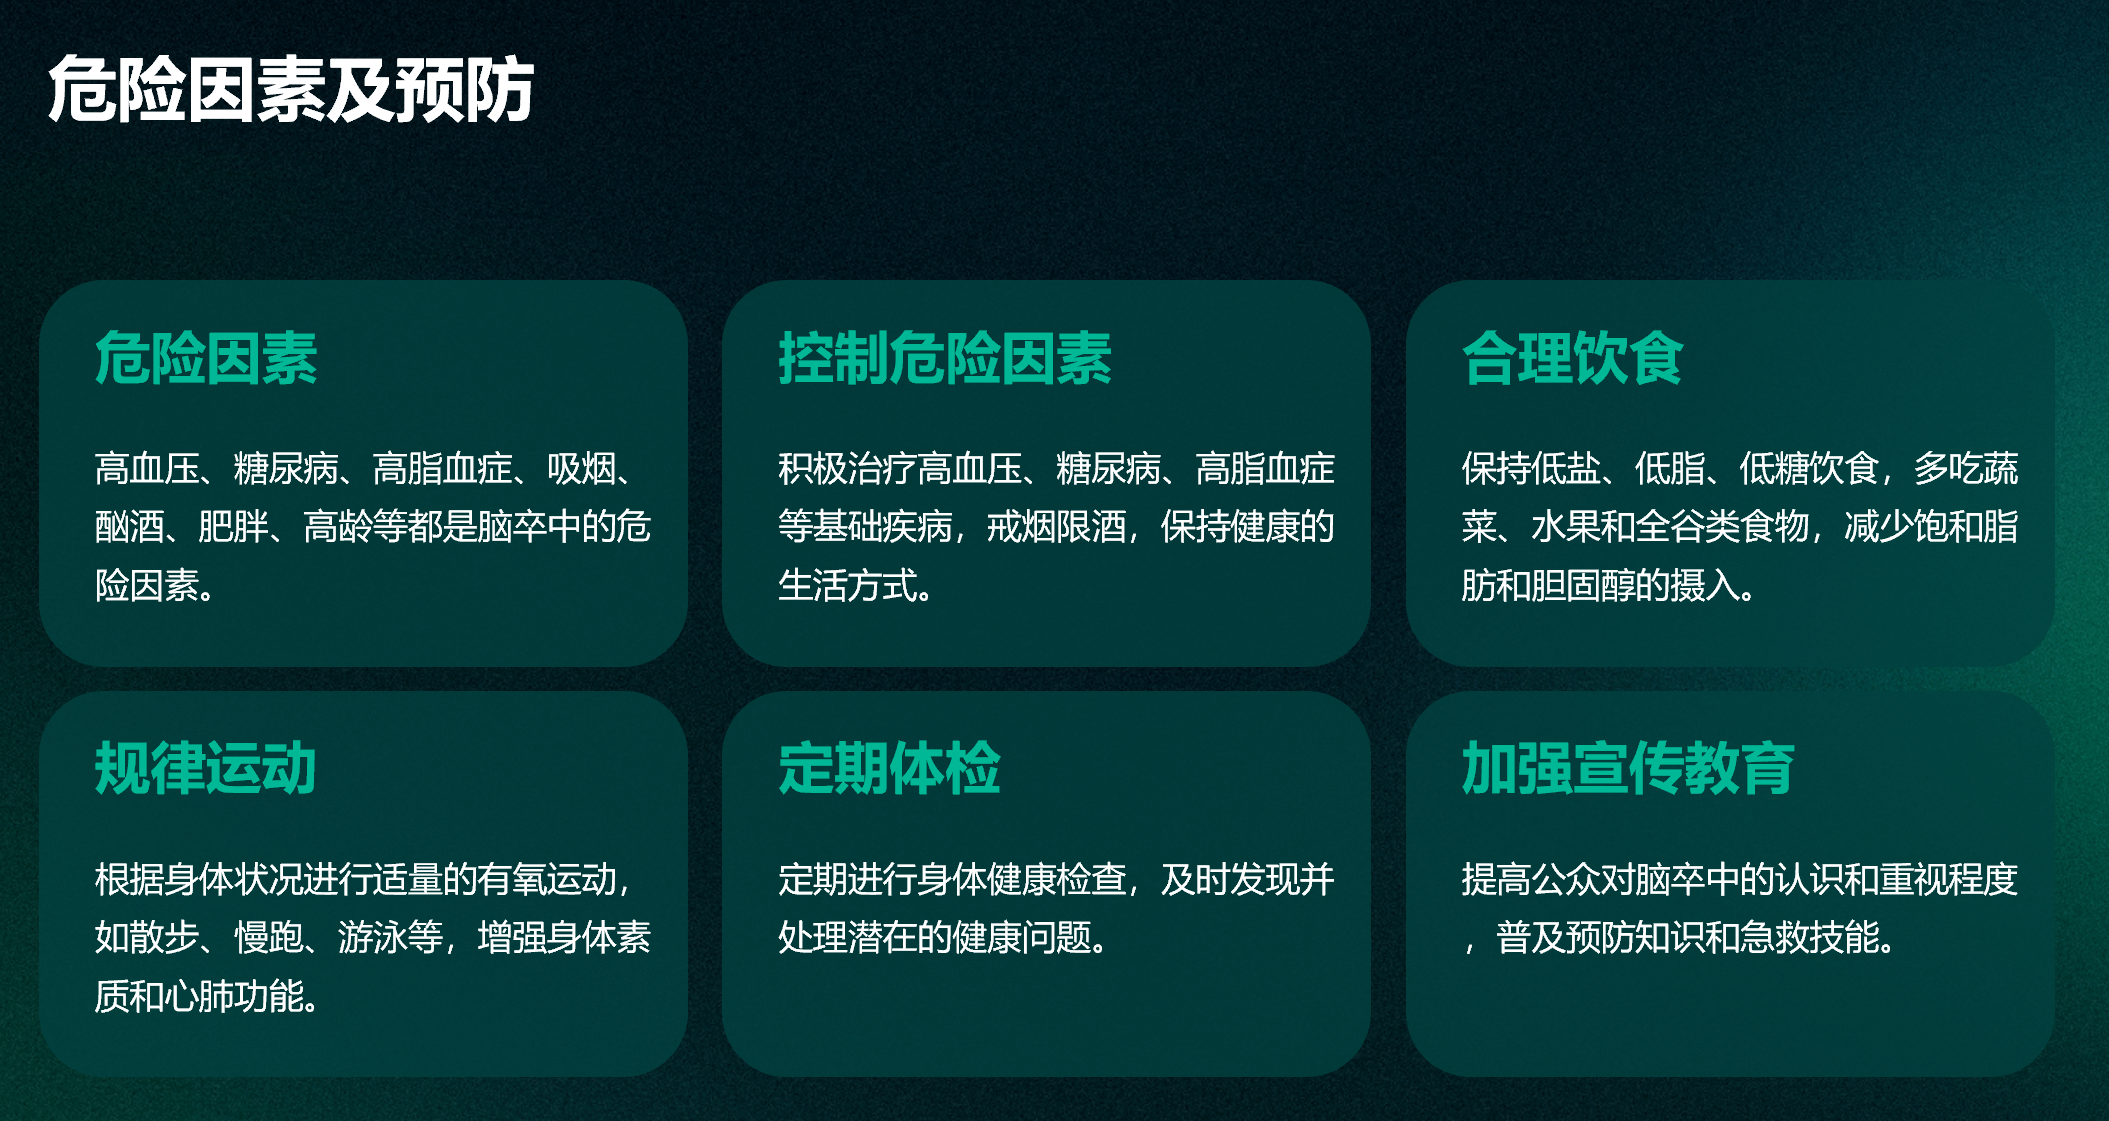 危险因素及预防
危险因素
高血压、糖尿病、高脂血症、吸烟、
酗酒、肥胖、高龄等都是脑卒中的危
险因素。
控制危险因素
积极治疗高血压、糖尿病、高脂血症
等基础疾病，戒烟限酒，保持健康的
生活方式。
合理饮食
保持低盐、低脂、低糖饮食，多吃蔬
菜、水果和全谷类食物，减少饱和脂
肪和胆固醇的摄入。
规律运动
根据身体状况进行适量的有氧运动，
如散步、慢跑、游泳等，增强身体素
质和心肺功能。
定期体检
定期进行身体健康检查，及时发现并
处理潜在的健康问题。
加强宣传教育
提高公众对脑卒中的认识和重视程度
，普及预防知识和急救技能。